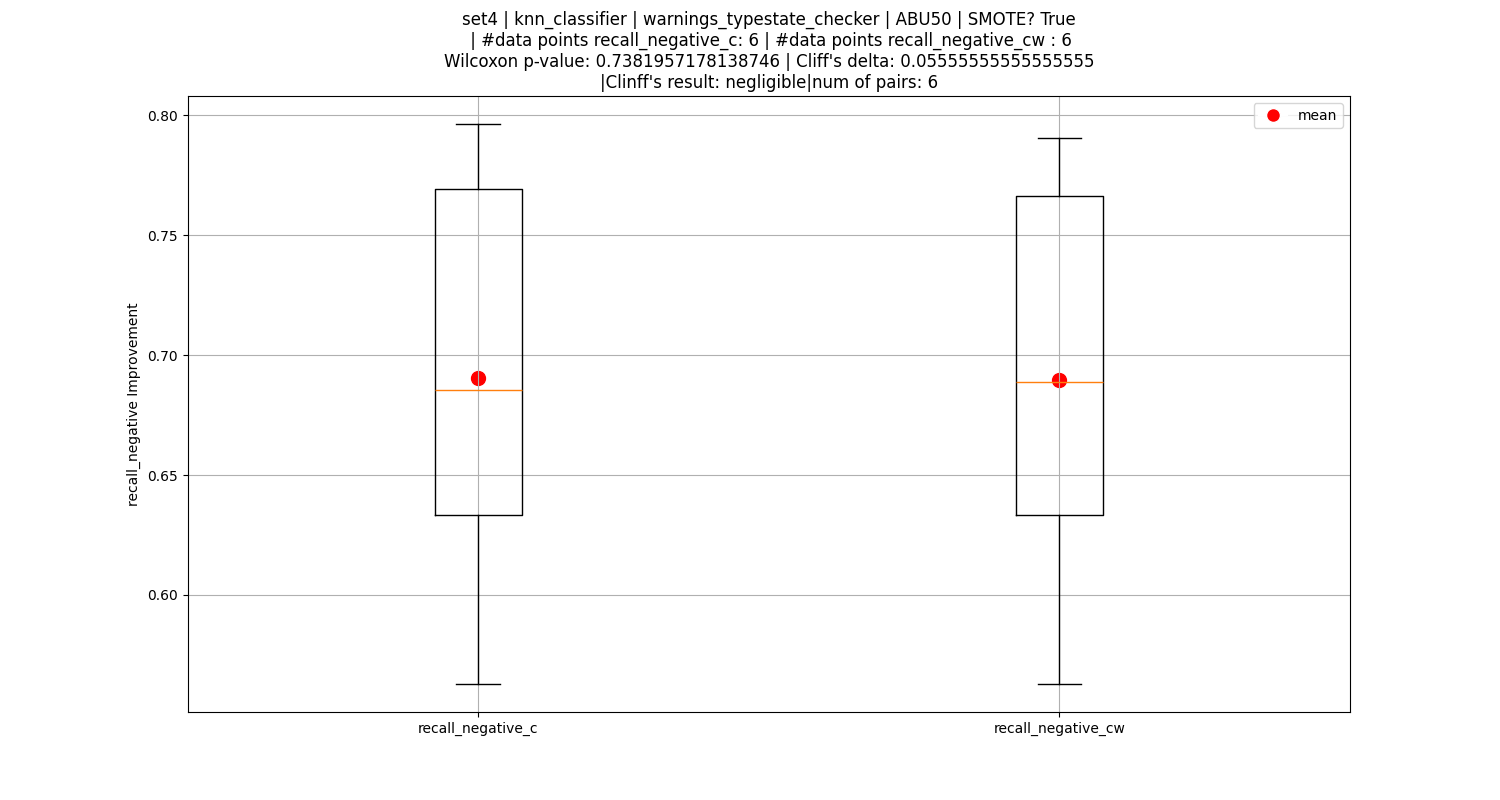 set4 | knn_classifier | warnings_typestate_checker | ABU50 | SMOTE? True
| #data points recall_negative_c: 6 | #data points recall_negative_cw : 6
Wilcoxon p-value: 0.7381957178138746 | Cliff's delta: 0.05555555555555555
|Clinff's result: negligible|num of pairs: 6
mean
0.80
0.75
0.70
0.65
0.60
recall_negative Improvement
recall_negative_c
recall_negative_cw